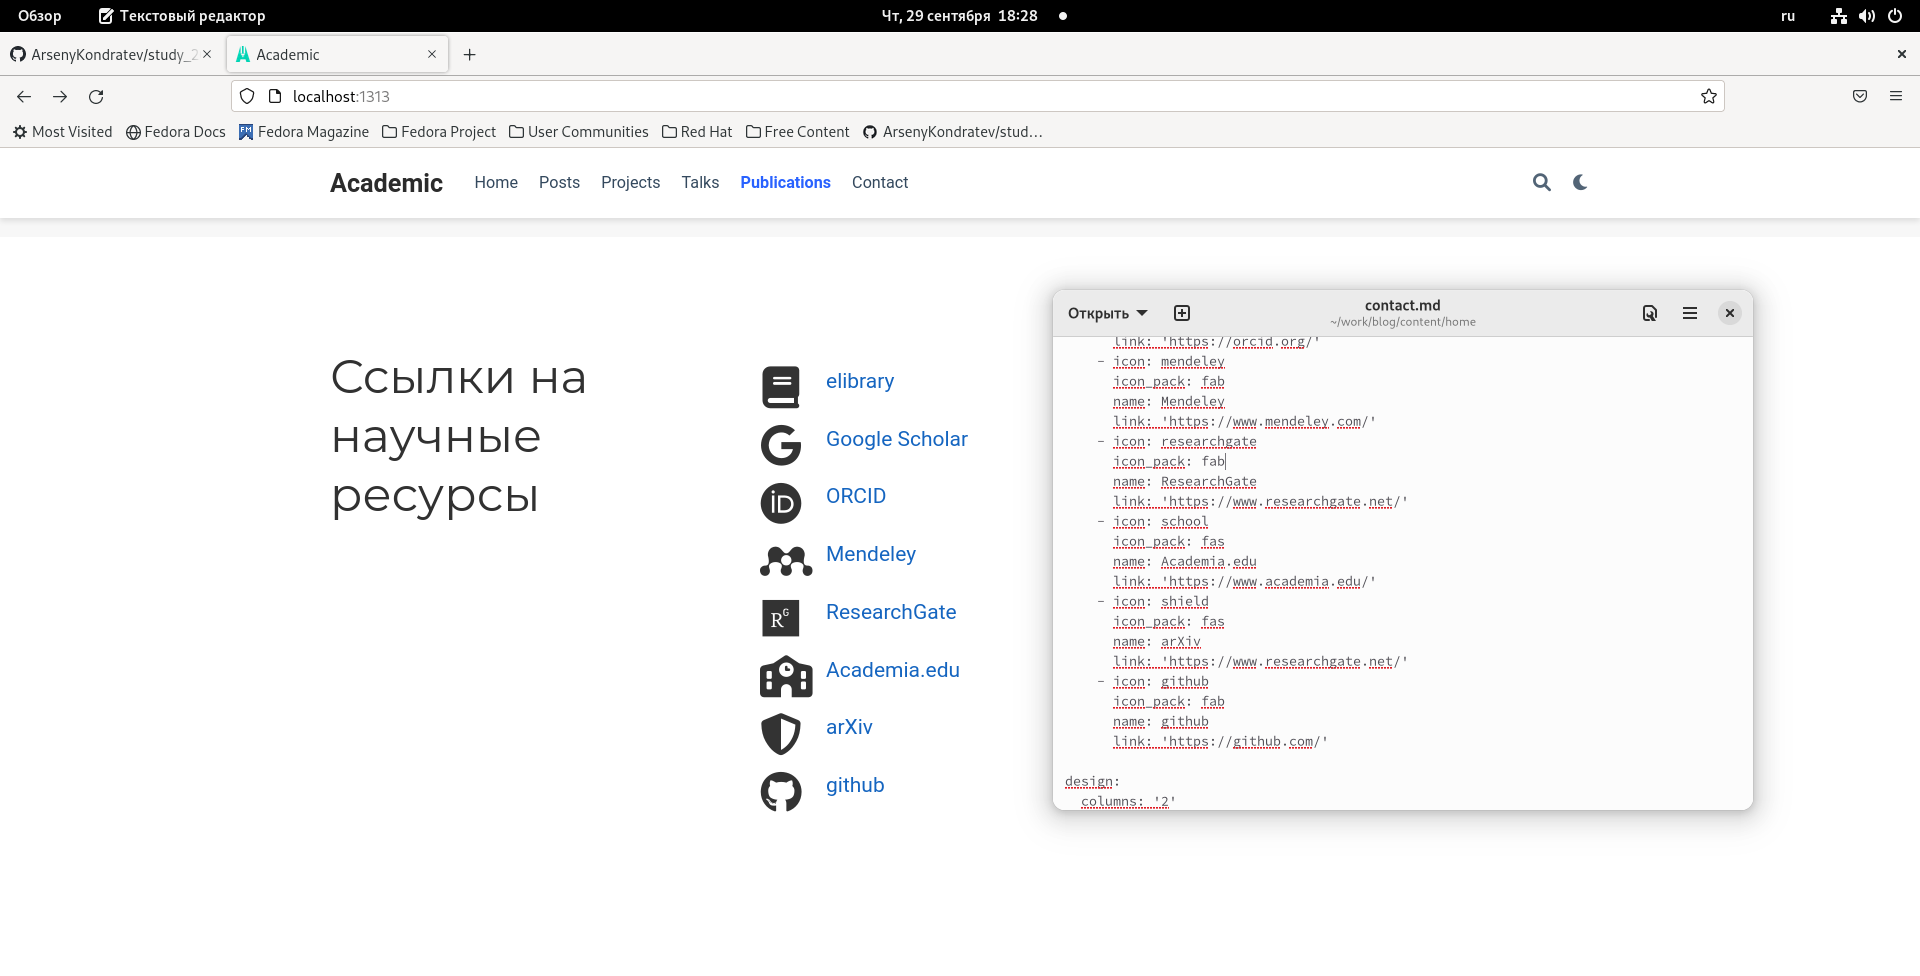 Обзор
Текстовый редактор
Чт, 29 сентября 18:28
ru
ArsenyKondratev/study_2
Academic
localhost:1313
Most Visited
Fedora Docs
Fedora Magazine
Fedora Project
User Communities
Red Hat
Free Content
ArsenyKondratev/stud…
Academic
Home
Posts
Projects
Talks
Publications
Contact
Ссылки на
научные
ресурсы
elibrary
Google Scholar
ORCID
Mendeley
ResearchGate
Academia.edu
arXiv
github
Открыть
contact.md
~/work/blog/content/home
link: 'https://orcid.org/'
- icon: mendeley
icon_pack: fab
name: Mendeley
link: 'https://www.mendeley.com/'
- icon: researchgate
icon_pack: fab
name: ResearchGate
link: 'https://www.researchgate.net/'
- icon: school
icon_pack: fas
name: Academia.edu
link: 'https://www.academia.edu/'
- icon: shield
icon_pack: fas
name: arXiv
link: 'https://www.researchgate.net/'
- icon: github
icon_pack: fab
name: github
link: 'https://github.com/'
design:
columns: '2'